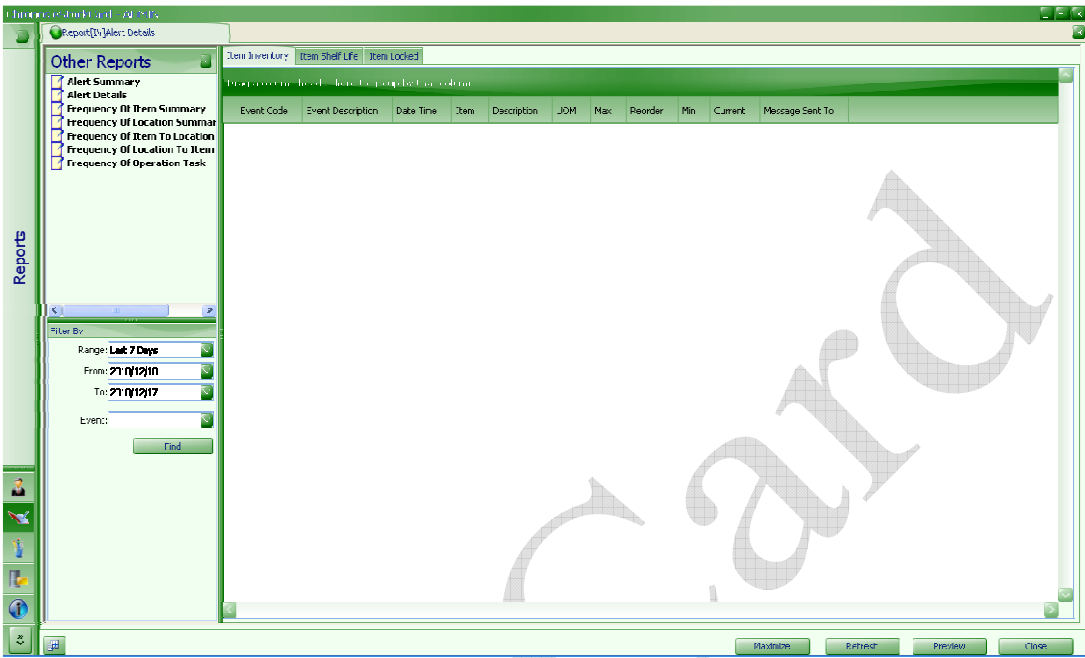 Report[IV]Alert Details
Other Reports
Alert Summary
Alert Details
Frequency Of Item Summary
Frequency Of Location Summar
Frequency Of Item To Location
Frequency Of Location To Item
Frequency Of Operation Task
Reports
Filter By
Range: Last 7 Days
From:
To:
Event:
Find
Item Inventory Item Shelf Life Item Locked
Event Code Event Description Date Time Item Description UOM Max Reorder Min Current Message Sent To
Card
Maximize Refresh Preview Close